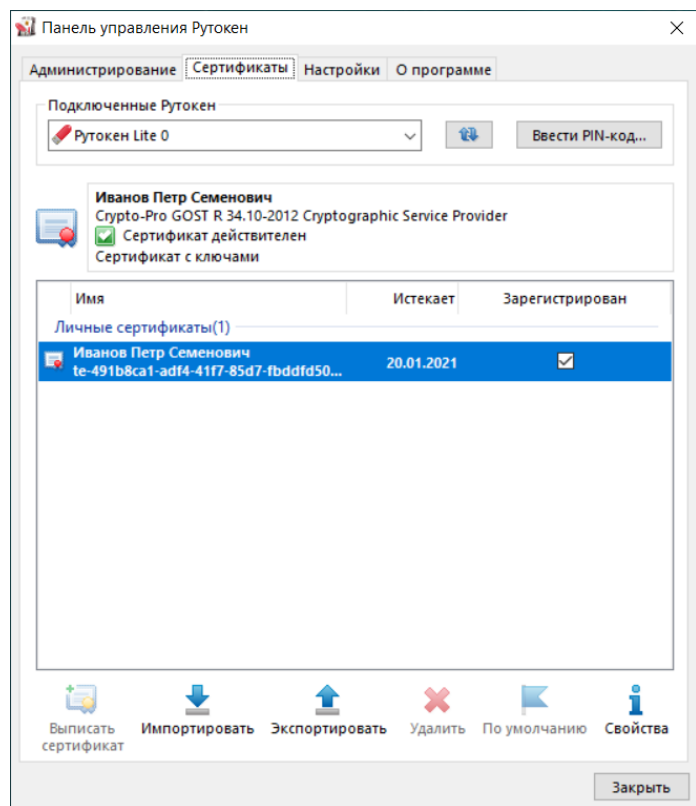 Панель управления Рутокен
Администрирование Сертификаты Настройки О программе
Подключенные Рутокен
Рутокен Lite 0 Ввести PIN-код...
Иванов Петр Семенович
Crypto-Pro GOST R 34.10-2012 Cryptographic Service Provider
Сертификат действителен
Сертификат с ключами
Имя Истекает Зарегистрирован
Личные сертификаты(1)
Иванов Петр Семенович
te-491b8ca1-adf4-41f7-85d7-fbddfd50... 20.01.2021
Выписать сертификат Импортировать Экспортировать Удалить По умолчанию Свойства
Закрыть